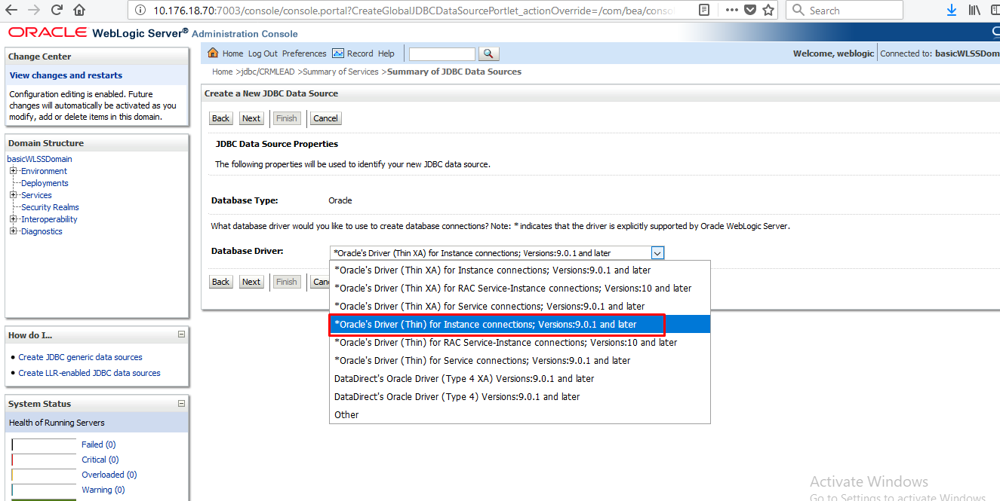 10.176.18.70:7003/console/console.portal?CreateGlobalJDBCDataSourcePortlet_actionOverride=/com/bea/conso
Search
ORACLE WebLogic Server® Administration Console
Change Center
View changes and restarts
Configuration editing is enabled. Future
changes will automatically be activated as you
modify, add or delete items in this domain.
Domain Structure
basicWLSSDomain
Environment
Deployments
Services
Security Realms
Interoperability
Diagnostics
How do I...
Create JDBC generic data sources
Create LLR-enabled JDBC data sources
System Status
Health of Running Servers
Failed (0)
Critical (0)
Overloaded (0)
Warning (0)
Home Log Out Preferences Record Help
Welcome, weblogic Connected to: basicWLSSDom
Home >jdbc/CRMLEAD >Summary of Services >Summary of JDBC Data Sources
Create a New JDBC Data Source
Back Next Finish Cancel
JDBC Data Source Properties
The following properties will be used to identify your new JDBC data source.
Database Type: Oracle
What database driver would you like to use to create database connections? Note: * indicates that the driver is explicitly supported by Oracle WebLogic Server.
Database Driver: *Oracle's Driver (Thin XA) for Instance connections; Versions:9.0.1 and later
*Oracle's Driver (Thin XA) for Instance connections; Versions:9.0.1 and later
*Oracle's Driver (Thin XA) for RAC Service-Instance connections; Versions:10 and later
*Oracle's Driver (Thin XA) for Service connections; Versions:9.0.1 and later
*Oracle's Driver (Thin) for Instance connections; Versions:9.0.1 and later
*Oracle's Driver (Thin) for RAC Service-Instance connections; Versions:10 and later
*Oracle's Driver (Thin) for Service connections; Versions:9.0.1 and later
DataDirect's Oracle Driver (Type 4 XA) Versions:9.0.1 and later
DataDirect's Oracle Driver (Type 4) Versions:9.0.1 and later
Other
Back Next Finish Canc
Activate Windows
Go to Settings to activate Windows